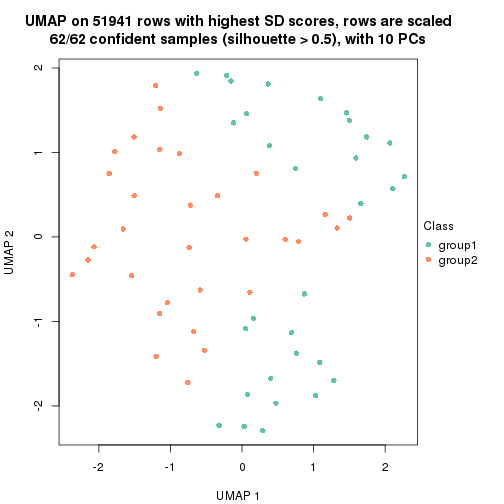 UMAP on 51941 rows with highest SD scores, rows are scaled
62/62 confident samples (silhouette > 0.5), with 10 PCs
2
1
0
-1
-2
UMAP 2
-2
-1
0
1
2
UMAP 1
Class
group1
group2